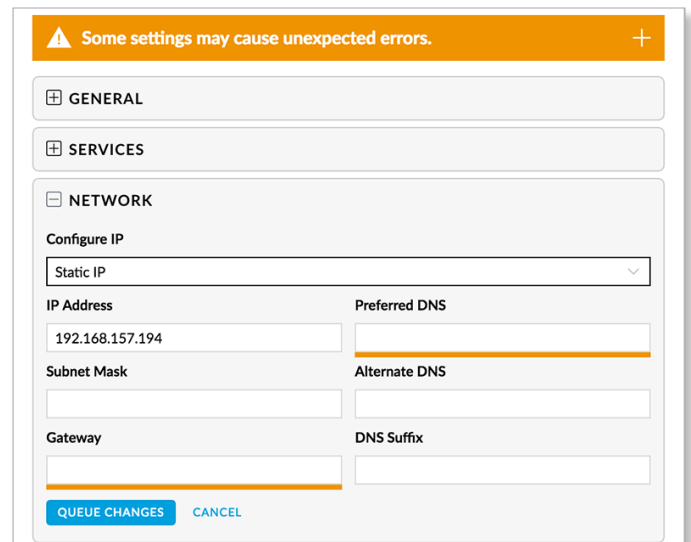 Some settings may cause unexpected errors.
GENERAL
SERVICES
NETWORK
Configure IP
Static IP
IP Address
192.168.157.194
Preferred DNS
Subnet Mask
Alternate DNS
Gateway
DNS Suffix
QUEUE CHANGES
CANCEL